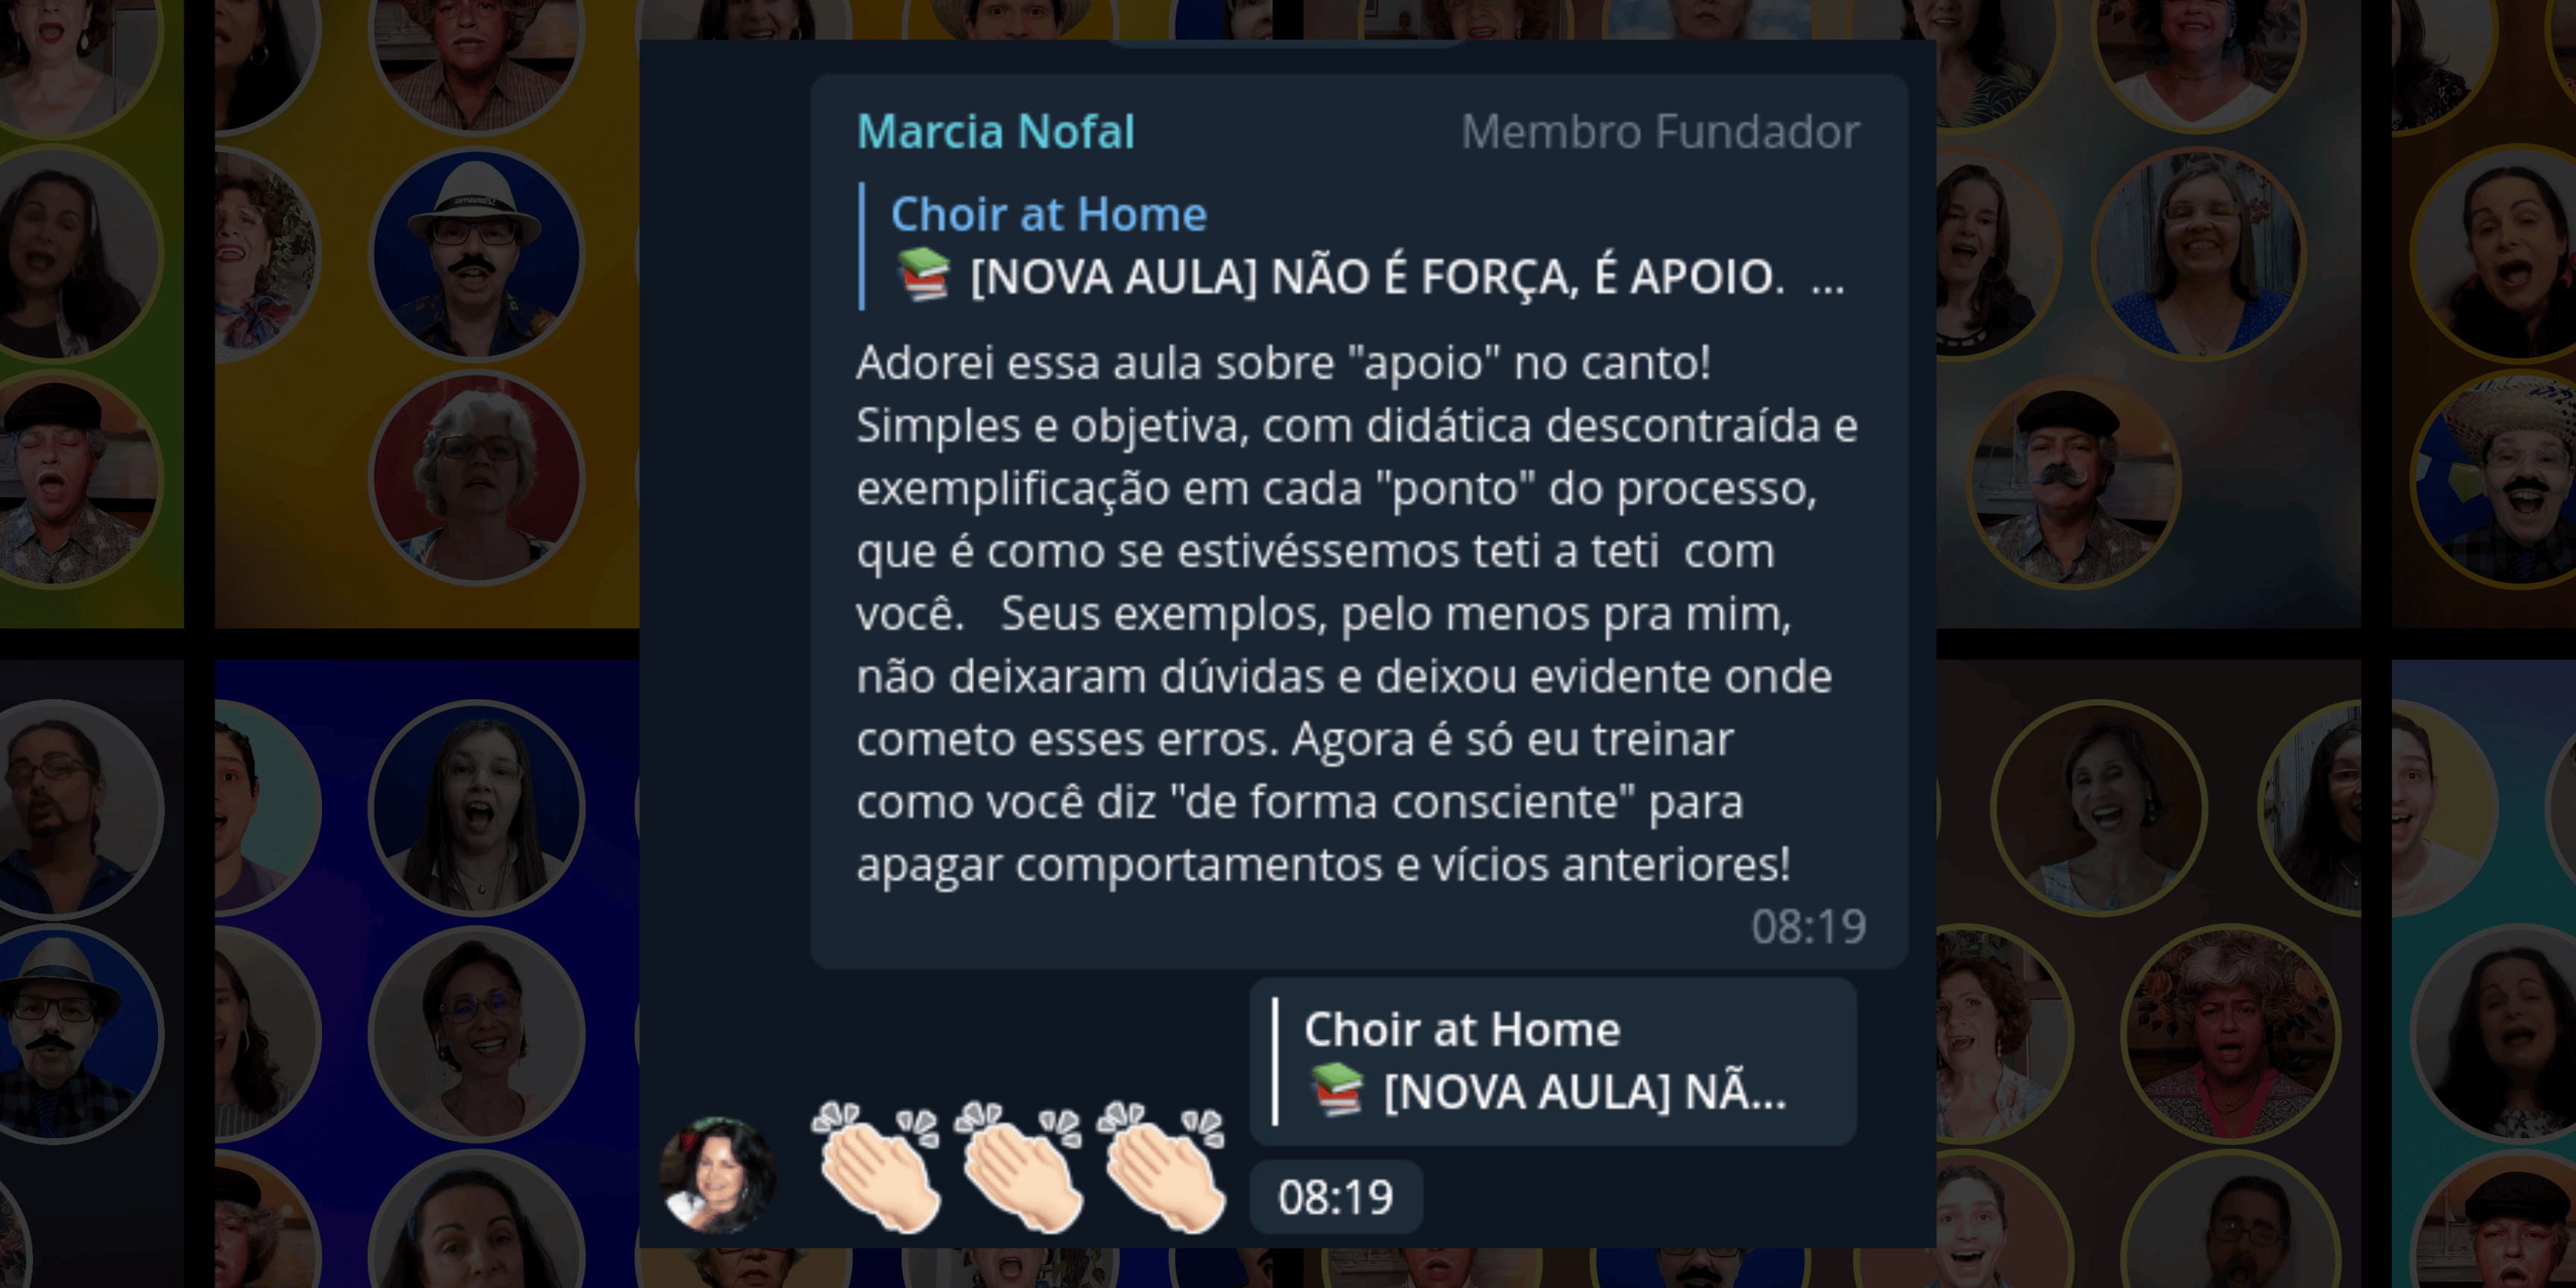 Marcia Nofal Membro Fundador
Choir at Home
📚 [NOVA AULA] NÃO É FORÇA, É APOIO. ...
Adorei essa aula sobre "apoio" no canto!
Simples e objetiva, com didática descontraída e
exemplificação em cada "ponto" do processo,
que é como se estivéssemos teti a teti com
você. Seus exemplos, pelo menos pra mim,
não deixaram dúvidas e deixou evidente onde
cometo esses erros. Agora é só eu treinar
como você diz "de forma consciente" para
apagar comportamentos e vícios anteriores!
08:19
Choir at Home
📚 [NOVA AULA] NÃ...
👏🏻👏🏻👏🏻
08:19